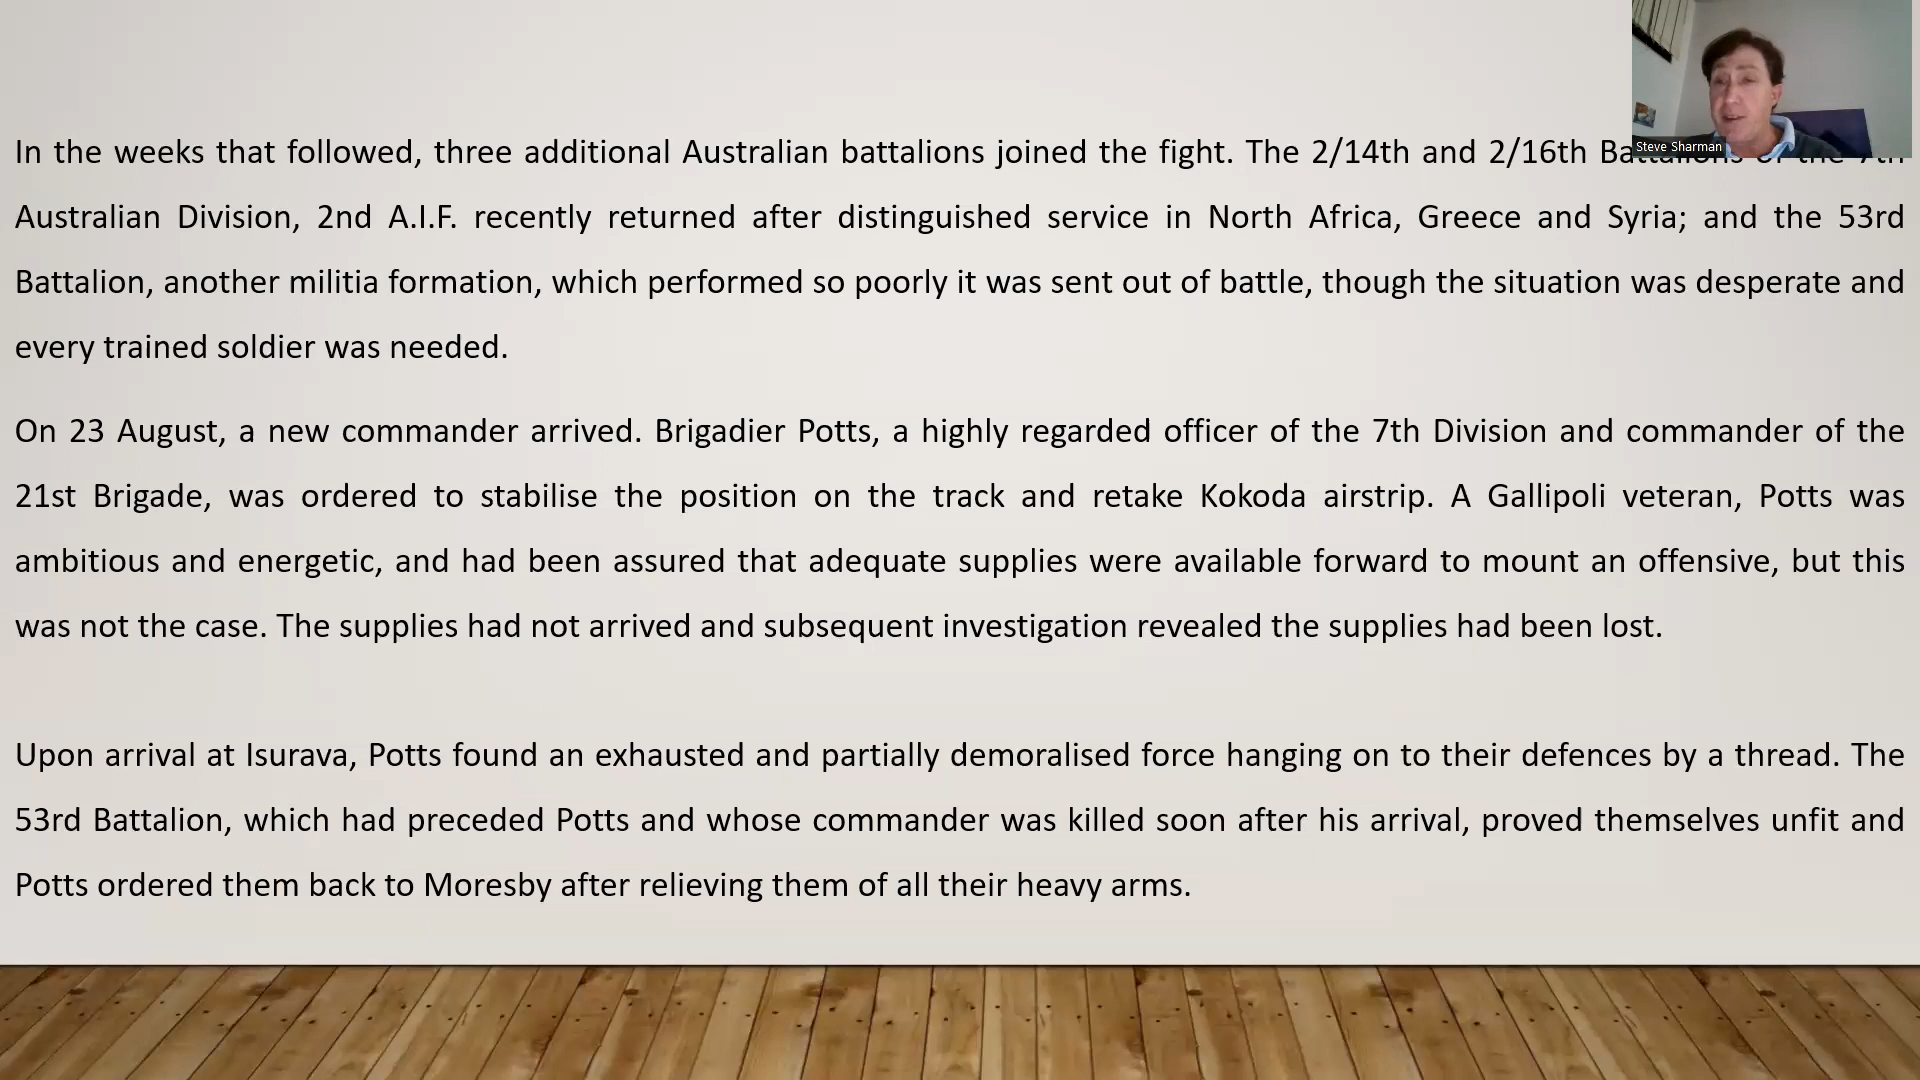 In the weeks that followed, three additional Australian battalions joined the fight. The 2/14th and 2/16th Battalions of the 7th
Australian Division, 2nd A.I.F. recently returned after distinguished service in North Africa, Greece and Syria; and the 53rd
Battalion, another militia formation, which performed so poorly it was sent out of battle, though the situation was desperate and
every trained soldier was needed.
On 23 August, a new commander arrived. Brigadier Potts, a highly regarded officer of the 7th Division and commander of the
21st Brigade, was ordered to stabilise the position on the track and retake Kokoda airstrip. A Gallipoli veteran, Potts was
ambitious and energetic, and had been assured that adequate supplies were available forward to mount an offensive, but this
was not the case. The supplies had not arrived and subsequent investigation revealed the supplies had been lost.
Upon arrival at Isurava, Potts found an exhausted and partially demoralised force hanging on to their defences by a thread. The
53rd Battalion, which had preceded Potts and whose commander was killed soon after his arrival, proved themselves unfit and
Potts ordered them back to Moresby after relieving them of all their heavy arms.
Steve Sharman